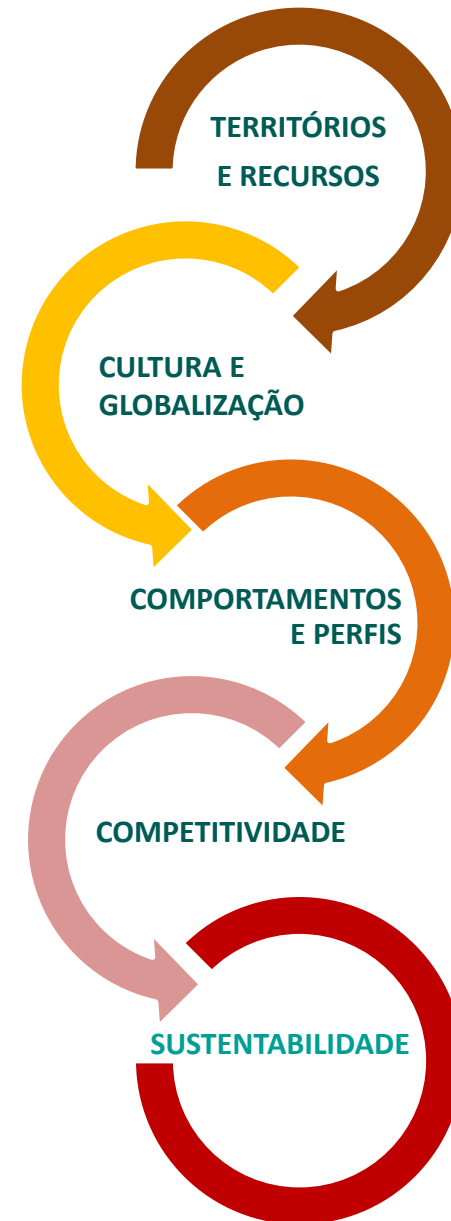 TERRITÓRIOS
E RECURSOS
CULTURA E
GLOBALIZAÇÃO
COMPORTAMENTOS
E PERFIS
COMPETITIVIDADE
SUSTENTABILIDADE